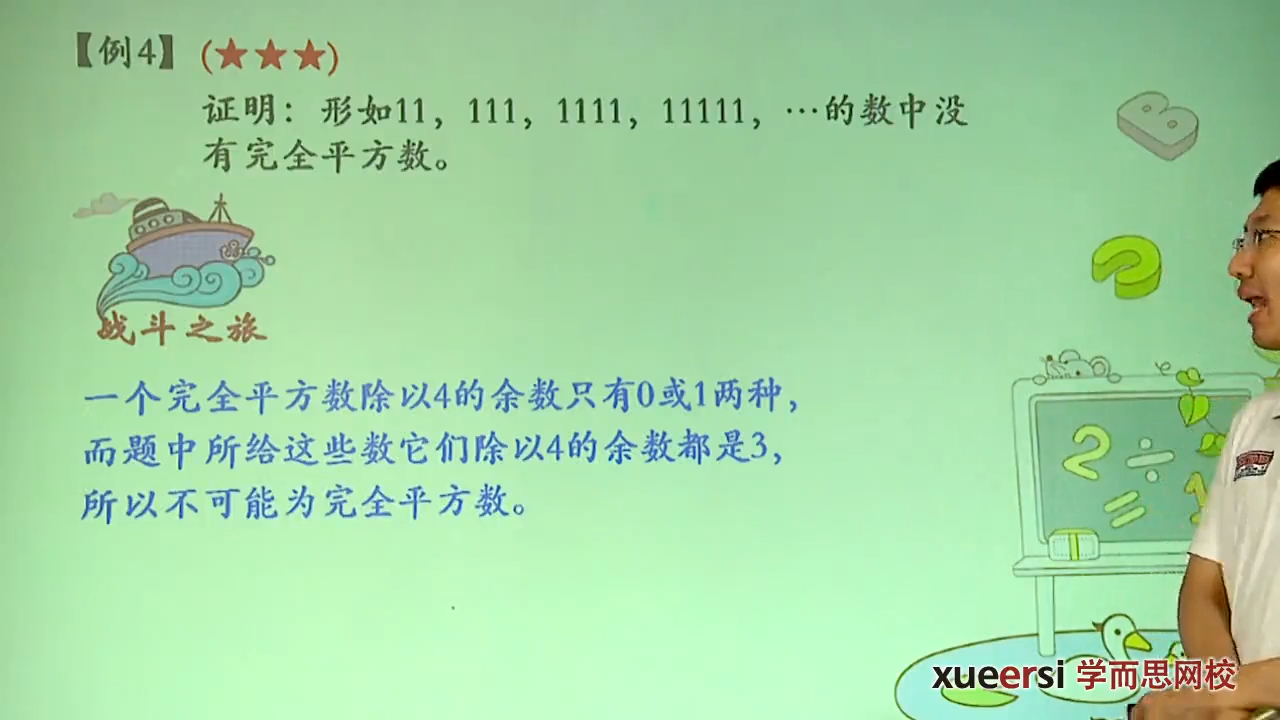 【例4】 (★★★)
证明：形如11，111，1111，11111，…的数中没
有完全平方数。
战斗之旅
一个完全平方数除以4的余数只有0或1两种，
而题中所给这些数它们除以4的余数都是3，
所以不可能为完全平方数。
2÷
=1
xueersi 学而思网校